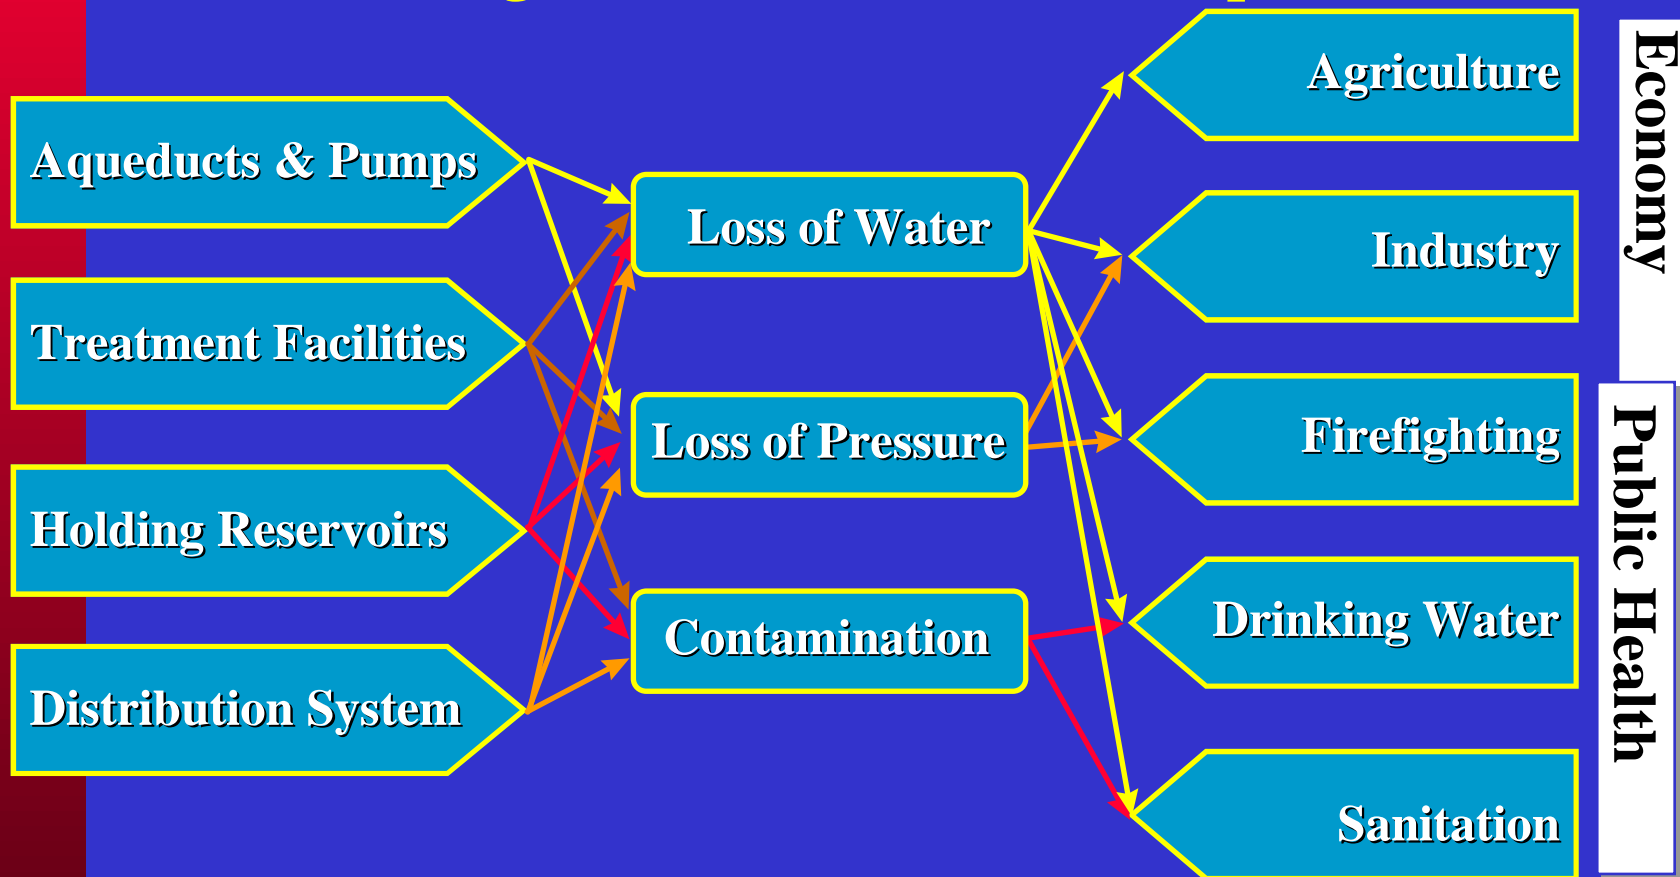 Aqueducts & Pumps
Treatment Facilities
Holding Reservoirs
Distribution System
Loss of Water
Loss of Pressure
Contamination
Agriculture
Industry
Firefighting
Drinking Water
Sanitation
Economy
Public Health